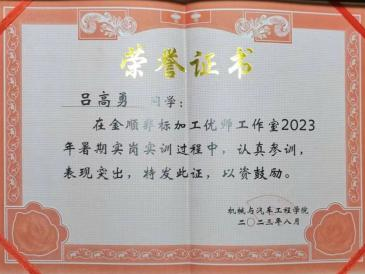 荣誉证书
吕高勇 同学：
在金顺非标加工优师工作室2023
年暑期实岗实训过程中，认真参训，
表现突出，特发此证，以资鼓励。
机械与汽车工程学院
二〇二三年八月